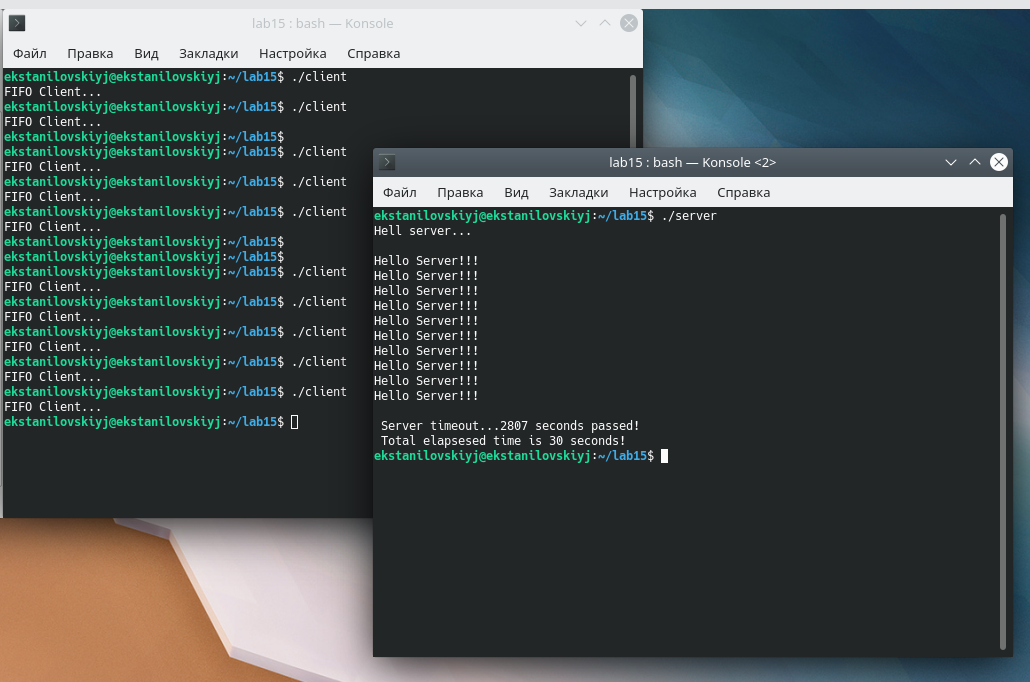 lab15 : bash — Konsole
Файл Правка Вид Закладки Настройка Справка
ekstanilovskiyj@ekstanilovskiyj:~/lab15$ ./client
FIFO Client...
ekstanilovskiyj@ekstanilovskiyj:~/lab15$ ./client
FIFO Client...
ekstanilovskiyj@ekstanilovskiyj:~/lab15$
ekstanilovskiyj@ekstanilovskiyj:~/lab15$ ./client
FIFO Client...
ekstanilovskiyj@ekstanilovskiyj:~/lab15$ ./client
FIFO Client...
ekstanilovskiyj@ekstanilovskiyj:~/lab15$ ./client
FIFO Client...
ekstanilovskiyj@ekstanilovskiyj:~/lab15$
ekstanilovskiyj@ekstanilovskiyj:~/lab15$
ekstanilovskiyj@ekstanilovskiyj:~/lab15$ ./client
FIFO Client...
ekstanilovskiyj@ekstanilovskiyj:~/lab15$ ./client
FIFO Client...
ekstanilovskiyj@ekstanilovskiyj:~/lab15$ ./client
FIFO Client...
ekstanilovskiyj@ekstanilovskiyj:~/lab15$ ./client
FIFO Client...
ekstanilovskiyj@ekstanilovskiyj:~/lab15$ ./client
FIFO Client...
ekstanilovskiyj@ekstanilovskiyj:~/lab15$
lab15 : bash — Konsole <2>
Файл Правка Вид Закладки Настройка Справка
ekstanilovskiyj@ekstanilovskiyj:~/lab15$ ./server
Hell server...
Hello Server!!!
Hello Server!!!
Hello Server!!!
Hello Server!!!
Hello Server!!!
Hello Server!!!
Hello Server!!!
Hello Server!!!
Hello Server!!!
Hello Server!!!
Server timeout...2807 seconds passed!
Total elapsesed time is 30 seconds!
ekstanilovskiyj@ekstanilovskiyj:~/lab15$